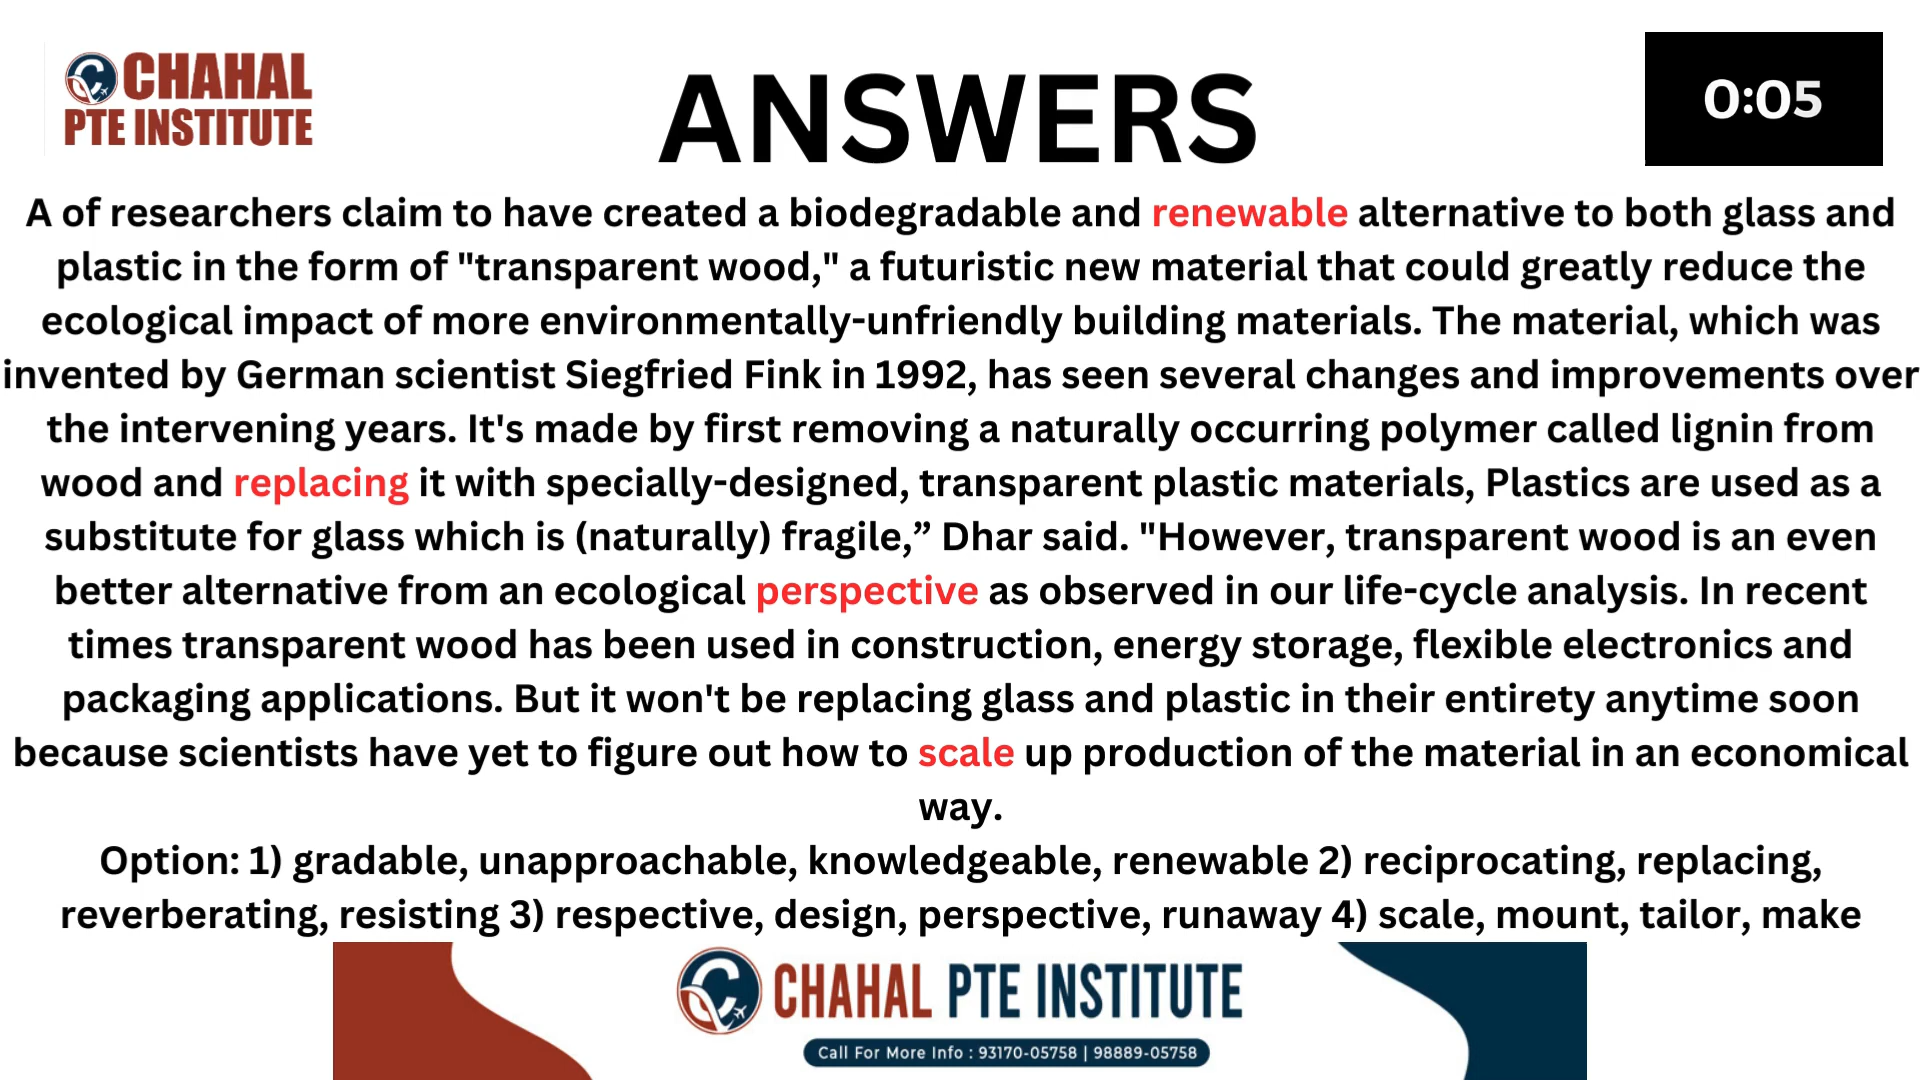 CHAHAL
PTE INSTITUTE
ANSWERS
0:05
A of researchers claim to have created a biodegradable and renewable alternative to both glass and
plastic in the form of "transparent wood," a futuristic new material that could greatly reduce the
ecological impact of more environmentally-unfriendly building materials. The material, which was
invented by German scientist Siegfried Fink in 1992, has seen several changes and improvements over
the intervening years. It's made by first removing a naturally occurring polymer called lignin from
wood and replacing it with specially-designed, transparent plastic materials, Plastics are used as a
substitute for glass which is (naturally) fragile,” Dhar said. "However, transparent wood is an even
better alternative from an ecological perspective as observed in our life-cycle analysis. In recent
times transparent wood has been used in construction, energy storage, flexible electronics and
packaging applications. But it won't be replacing glass and plastic in their entirety anytime soon
because scientists have yet to figure out how to scale up production of the material in an economical
way.
Option: 1) gradable, unapproachable, knowledgeable, renewable 2) reciprocating, replacing,
reverberating, resisting 3) respective, design, perspective, runaway 4) scale, mount, tailor, make
CHAHAL PTE INSTITUTE
Call For More Info : 93170-05758 | 98889-05758